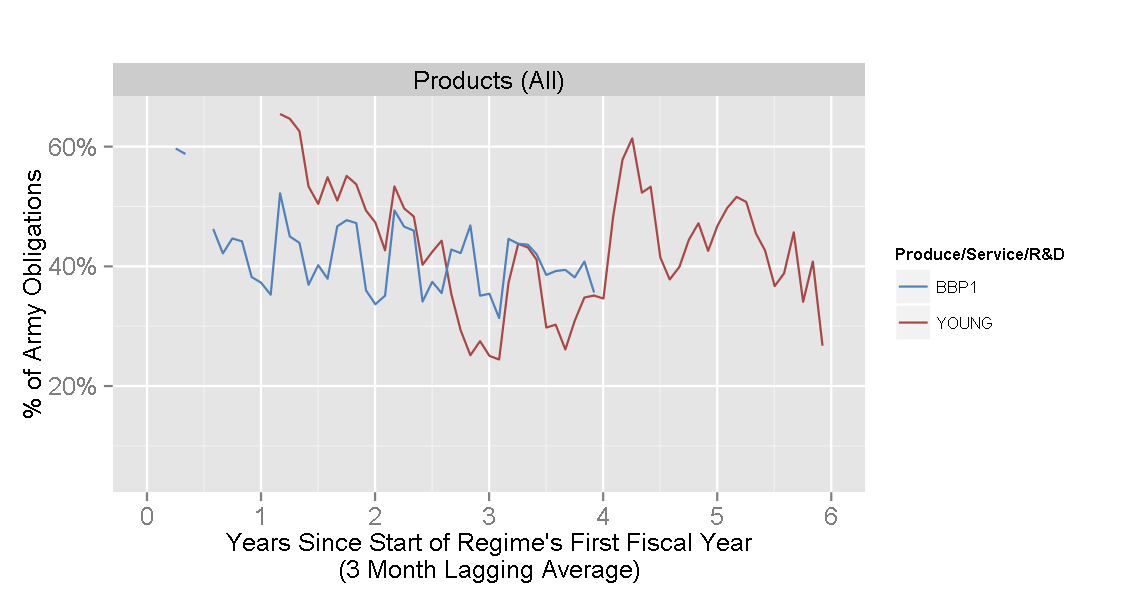 Products (All)
60%
40%
20%
% of Army Obligations
0 1 2 3 4 5 6
Years Since Start of Regime's First Fiscal Year
(3 Month Lagging Average)
Produce/Service/R&D
BBP1
YOUNG